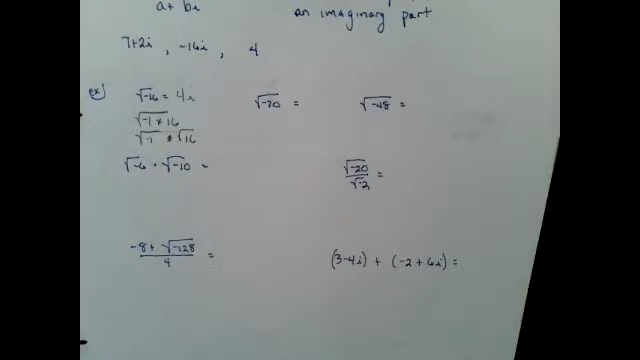 a+ bi
an imaginary part
7+2i , -16i , 4
ex) √-16 = 4i √-70 = √-48 =
√-1 * 16
√-1 * √16
√-6 · √-10 =
√-20 / √-2 =
-8 + √-128 / 4 =
(3-4i) + (-2 + 6i) =